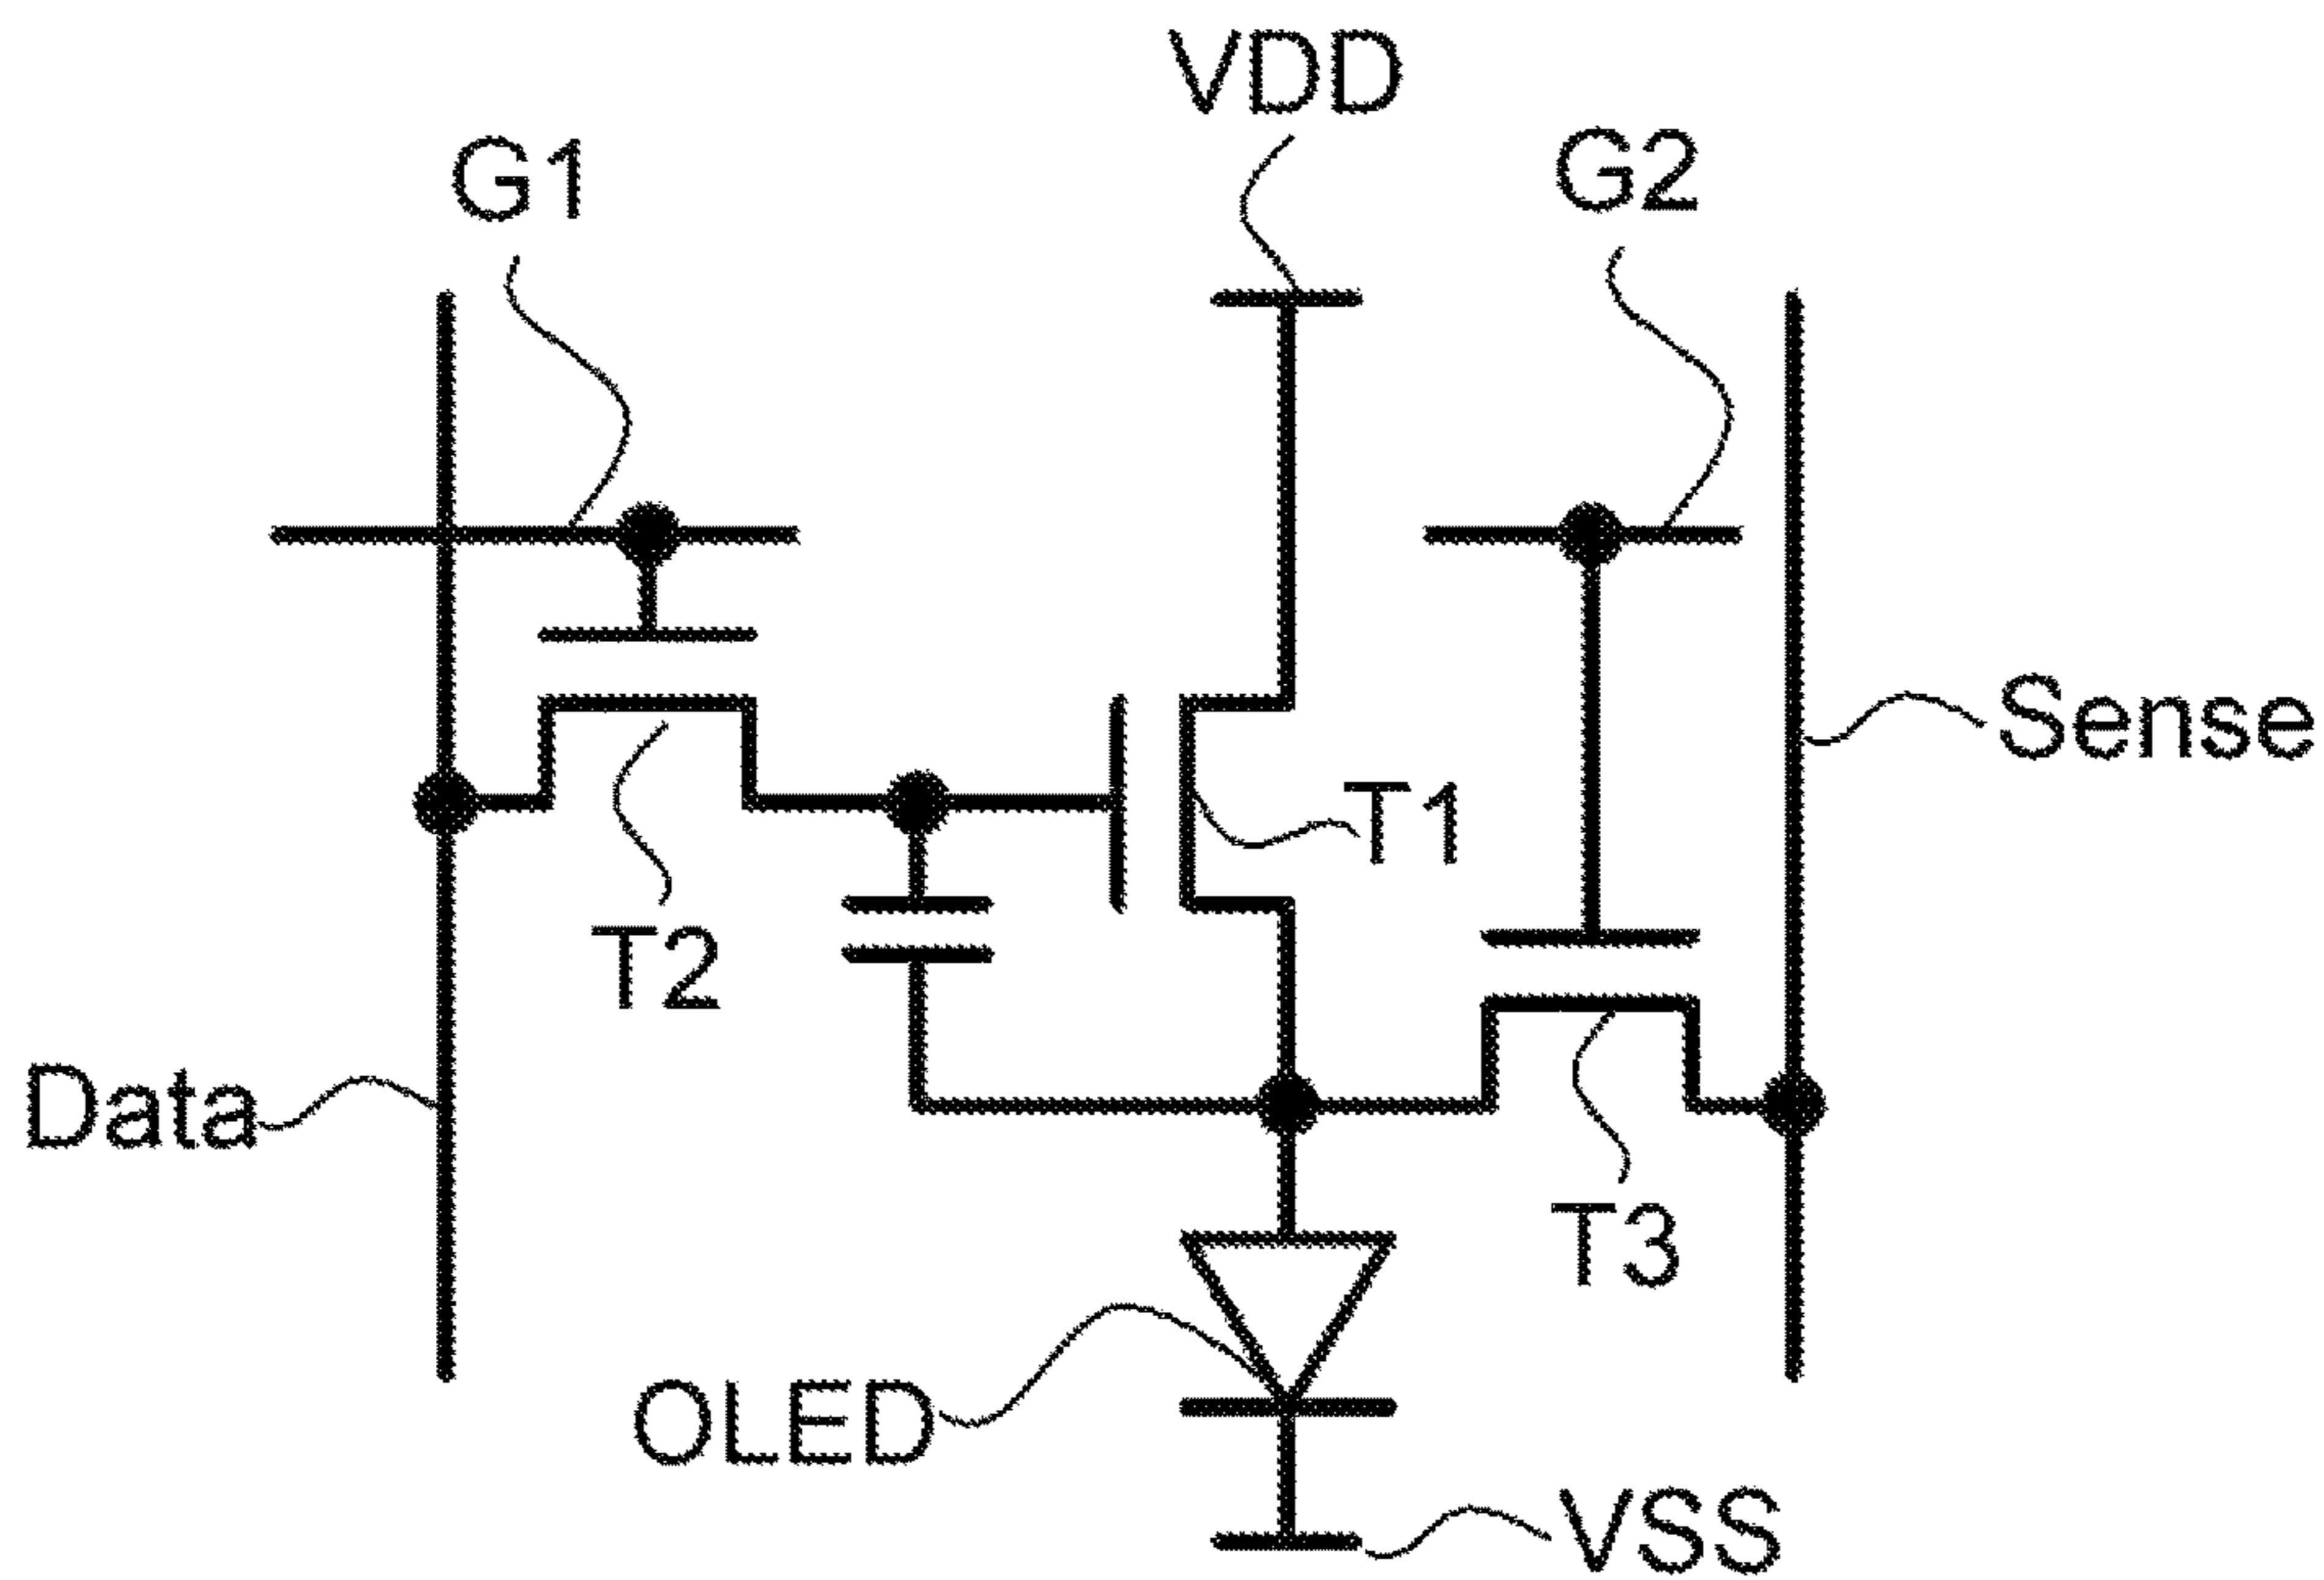 VDD
G1
G2
Sense
T1
T2
Data
T3
OLED
VSS